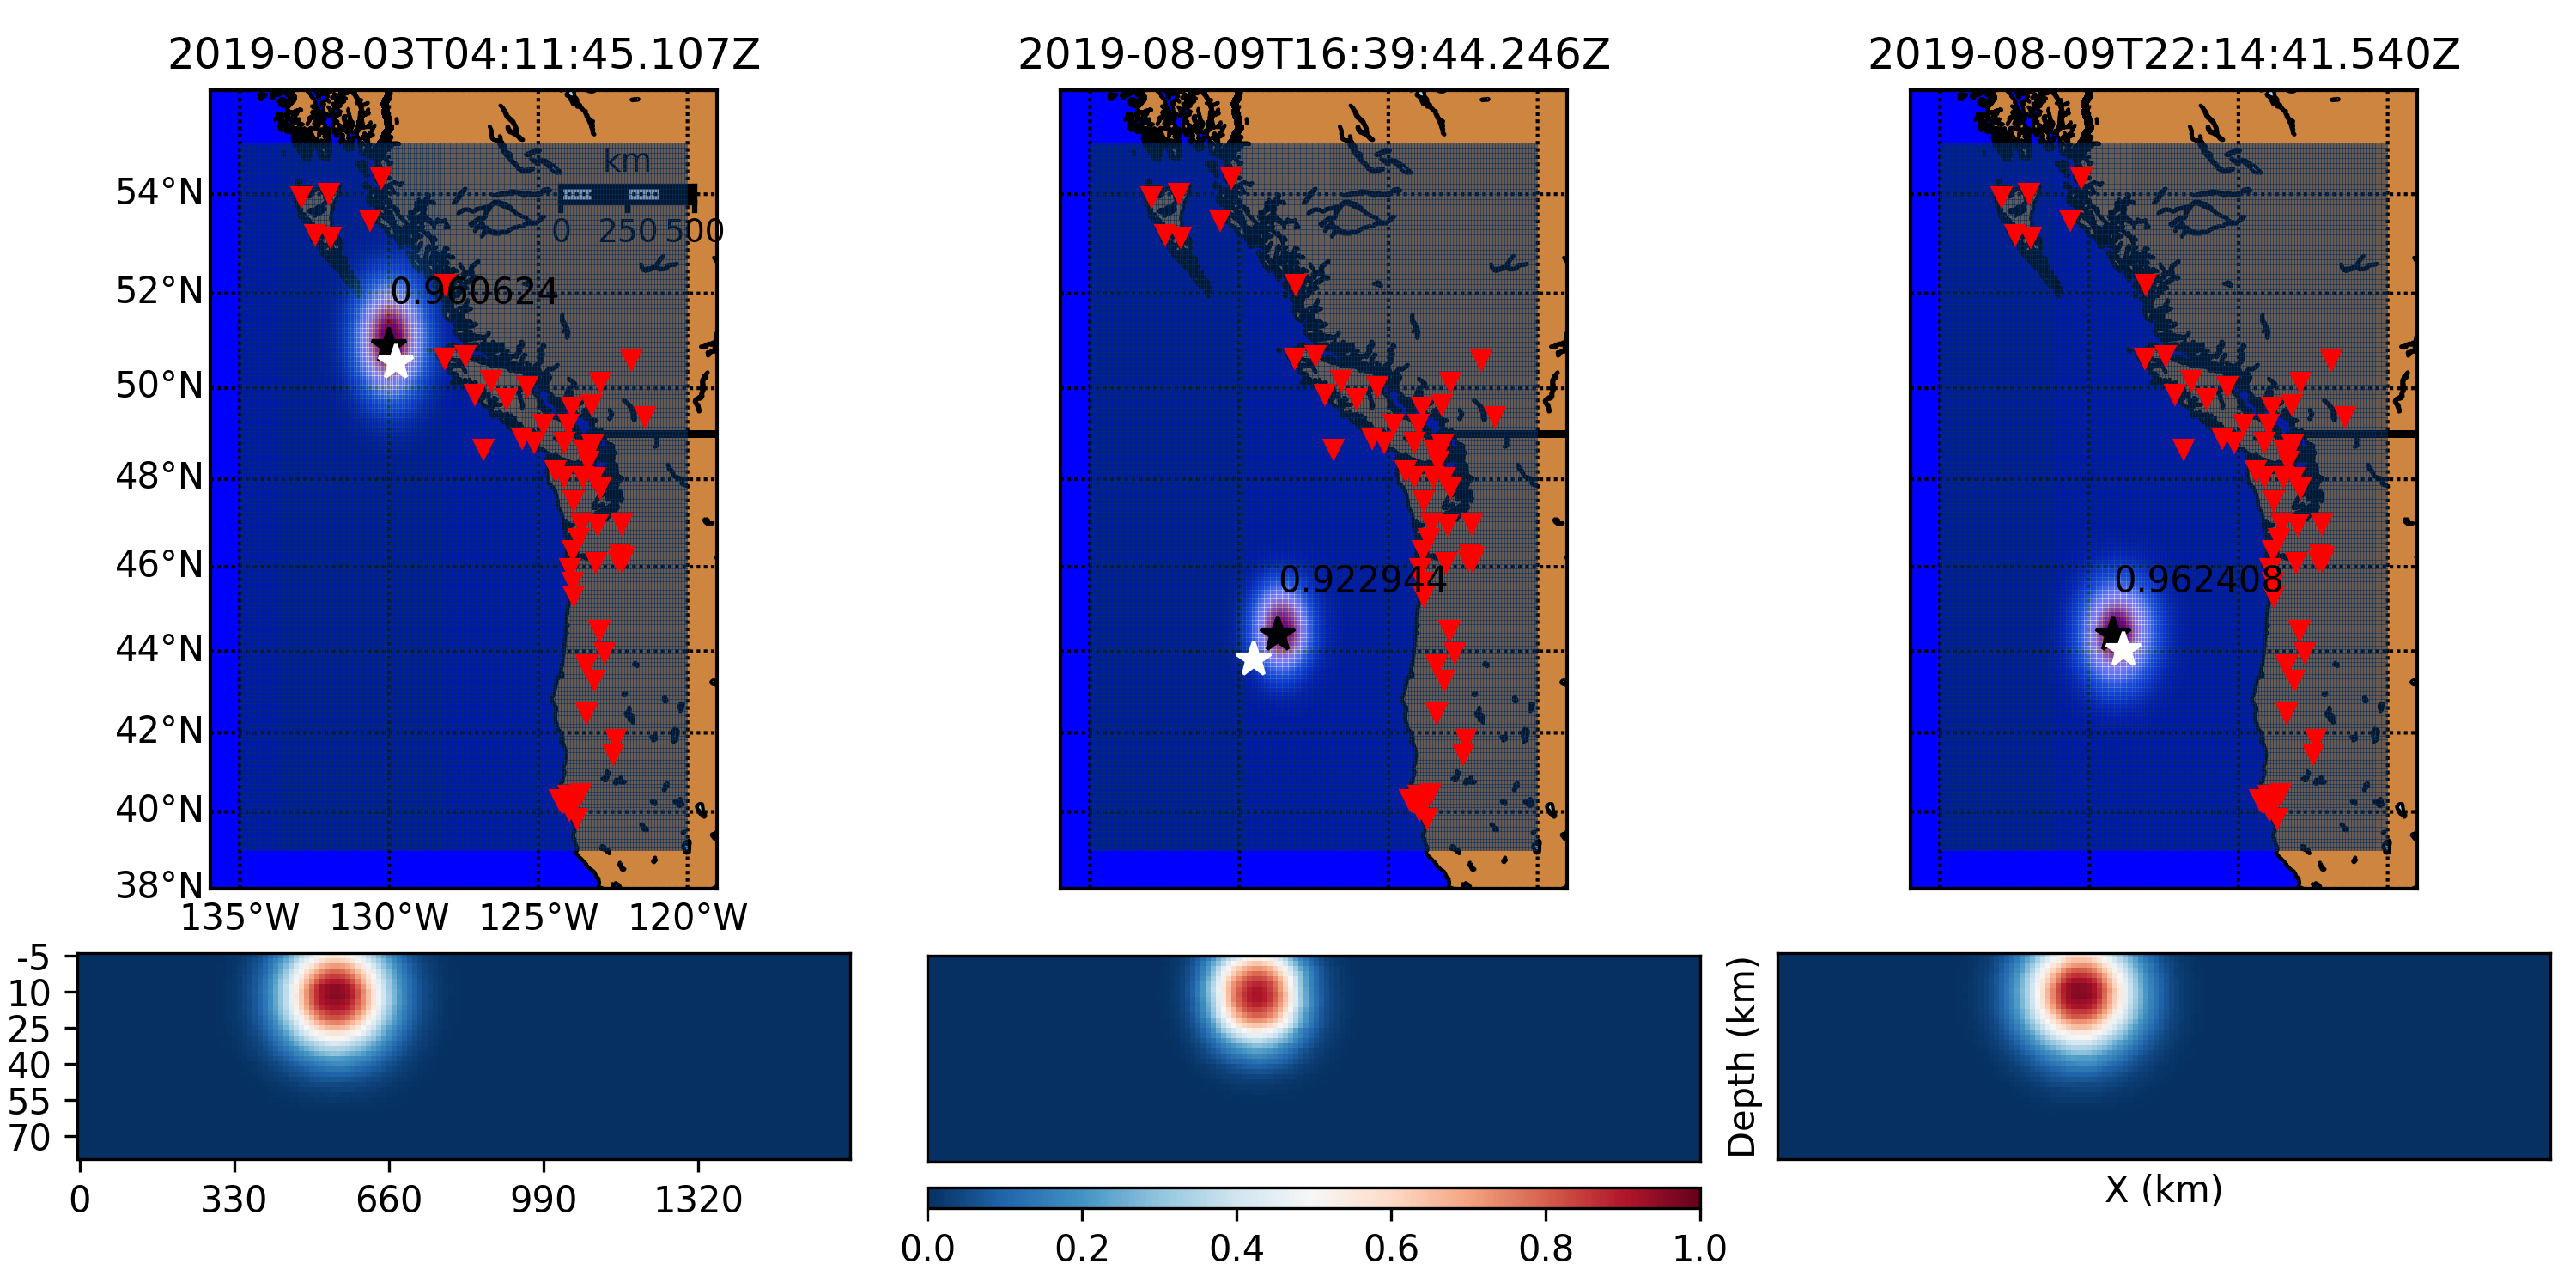 2019-08-03T04:11:45.107Z
2019-08-09T16:39:44.246Z
2019-08-09T22:14:41.540Z
km
0 250 500
54°N
52°N
50°N
48°N
46°N
44°N
42°N
40°N
38°N
135°W 130°W 125°W 120°W
0.960624
0.922944
0.962408
-5
10
25
40
55
70
0 330 660 990 1320
0.0 0.2 0.4 0.6 0.8 1.0
Depth (km)
X (km)